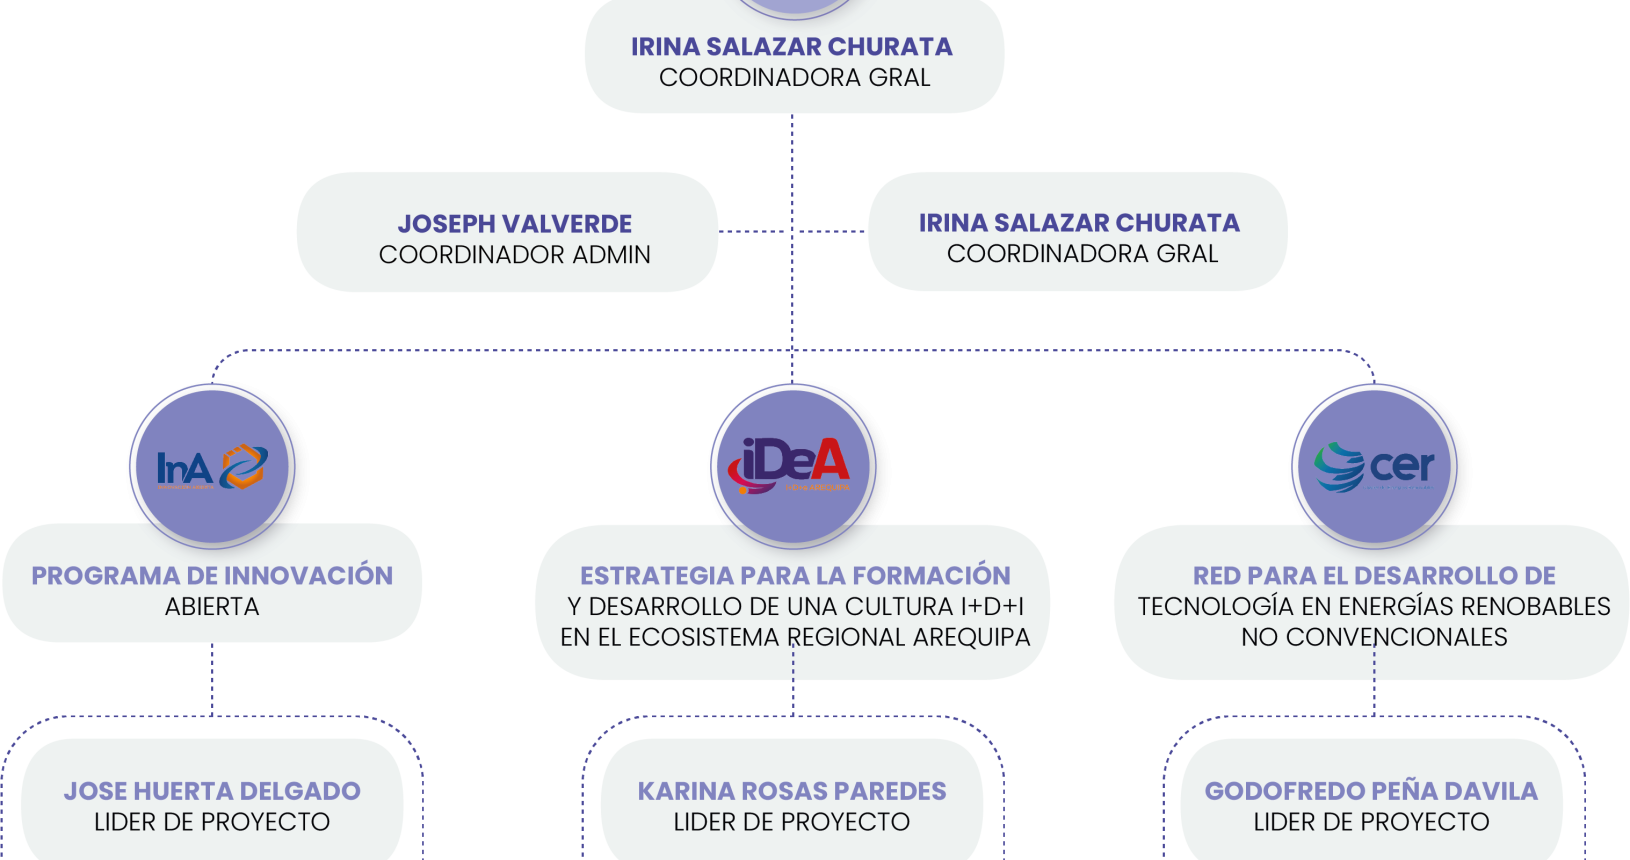 IRINA SALAZAR CHURATA
COORDINADORA GRAL
JOSEPH VALVERDE
COORDINADOR ADMIN
IRINA SALAZAR CHURATA
COORDINADORA GRAL
InA
iDeA
cer
PROGRAMA DE INNOVACIÓN
ABIERTA
ESTRATEGIA PARA LA FORMACIÓN
Y DESARROLLO DE UNA CULTURA I+D+I
EN EL ECOSISTEMA REGIONAL AREQUIPA
RED PARA EL DESARROLLO DE
TECNOLOGÍA EN ENERGÍAS RENOBABLES
NO CONVENCIONALES
JOSE HUERTA DELGADO
LIDER DE PROYECTO
KARINA ROSAS PAREDES
LIDER DE PROYECTO
GODOFREDO PEÑA DAVILA
LIDER DE PROYECTO